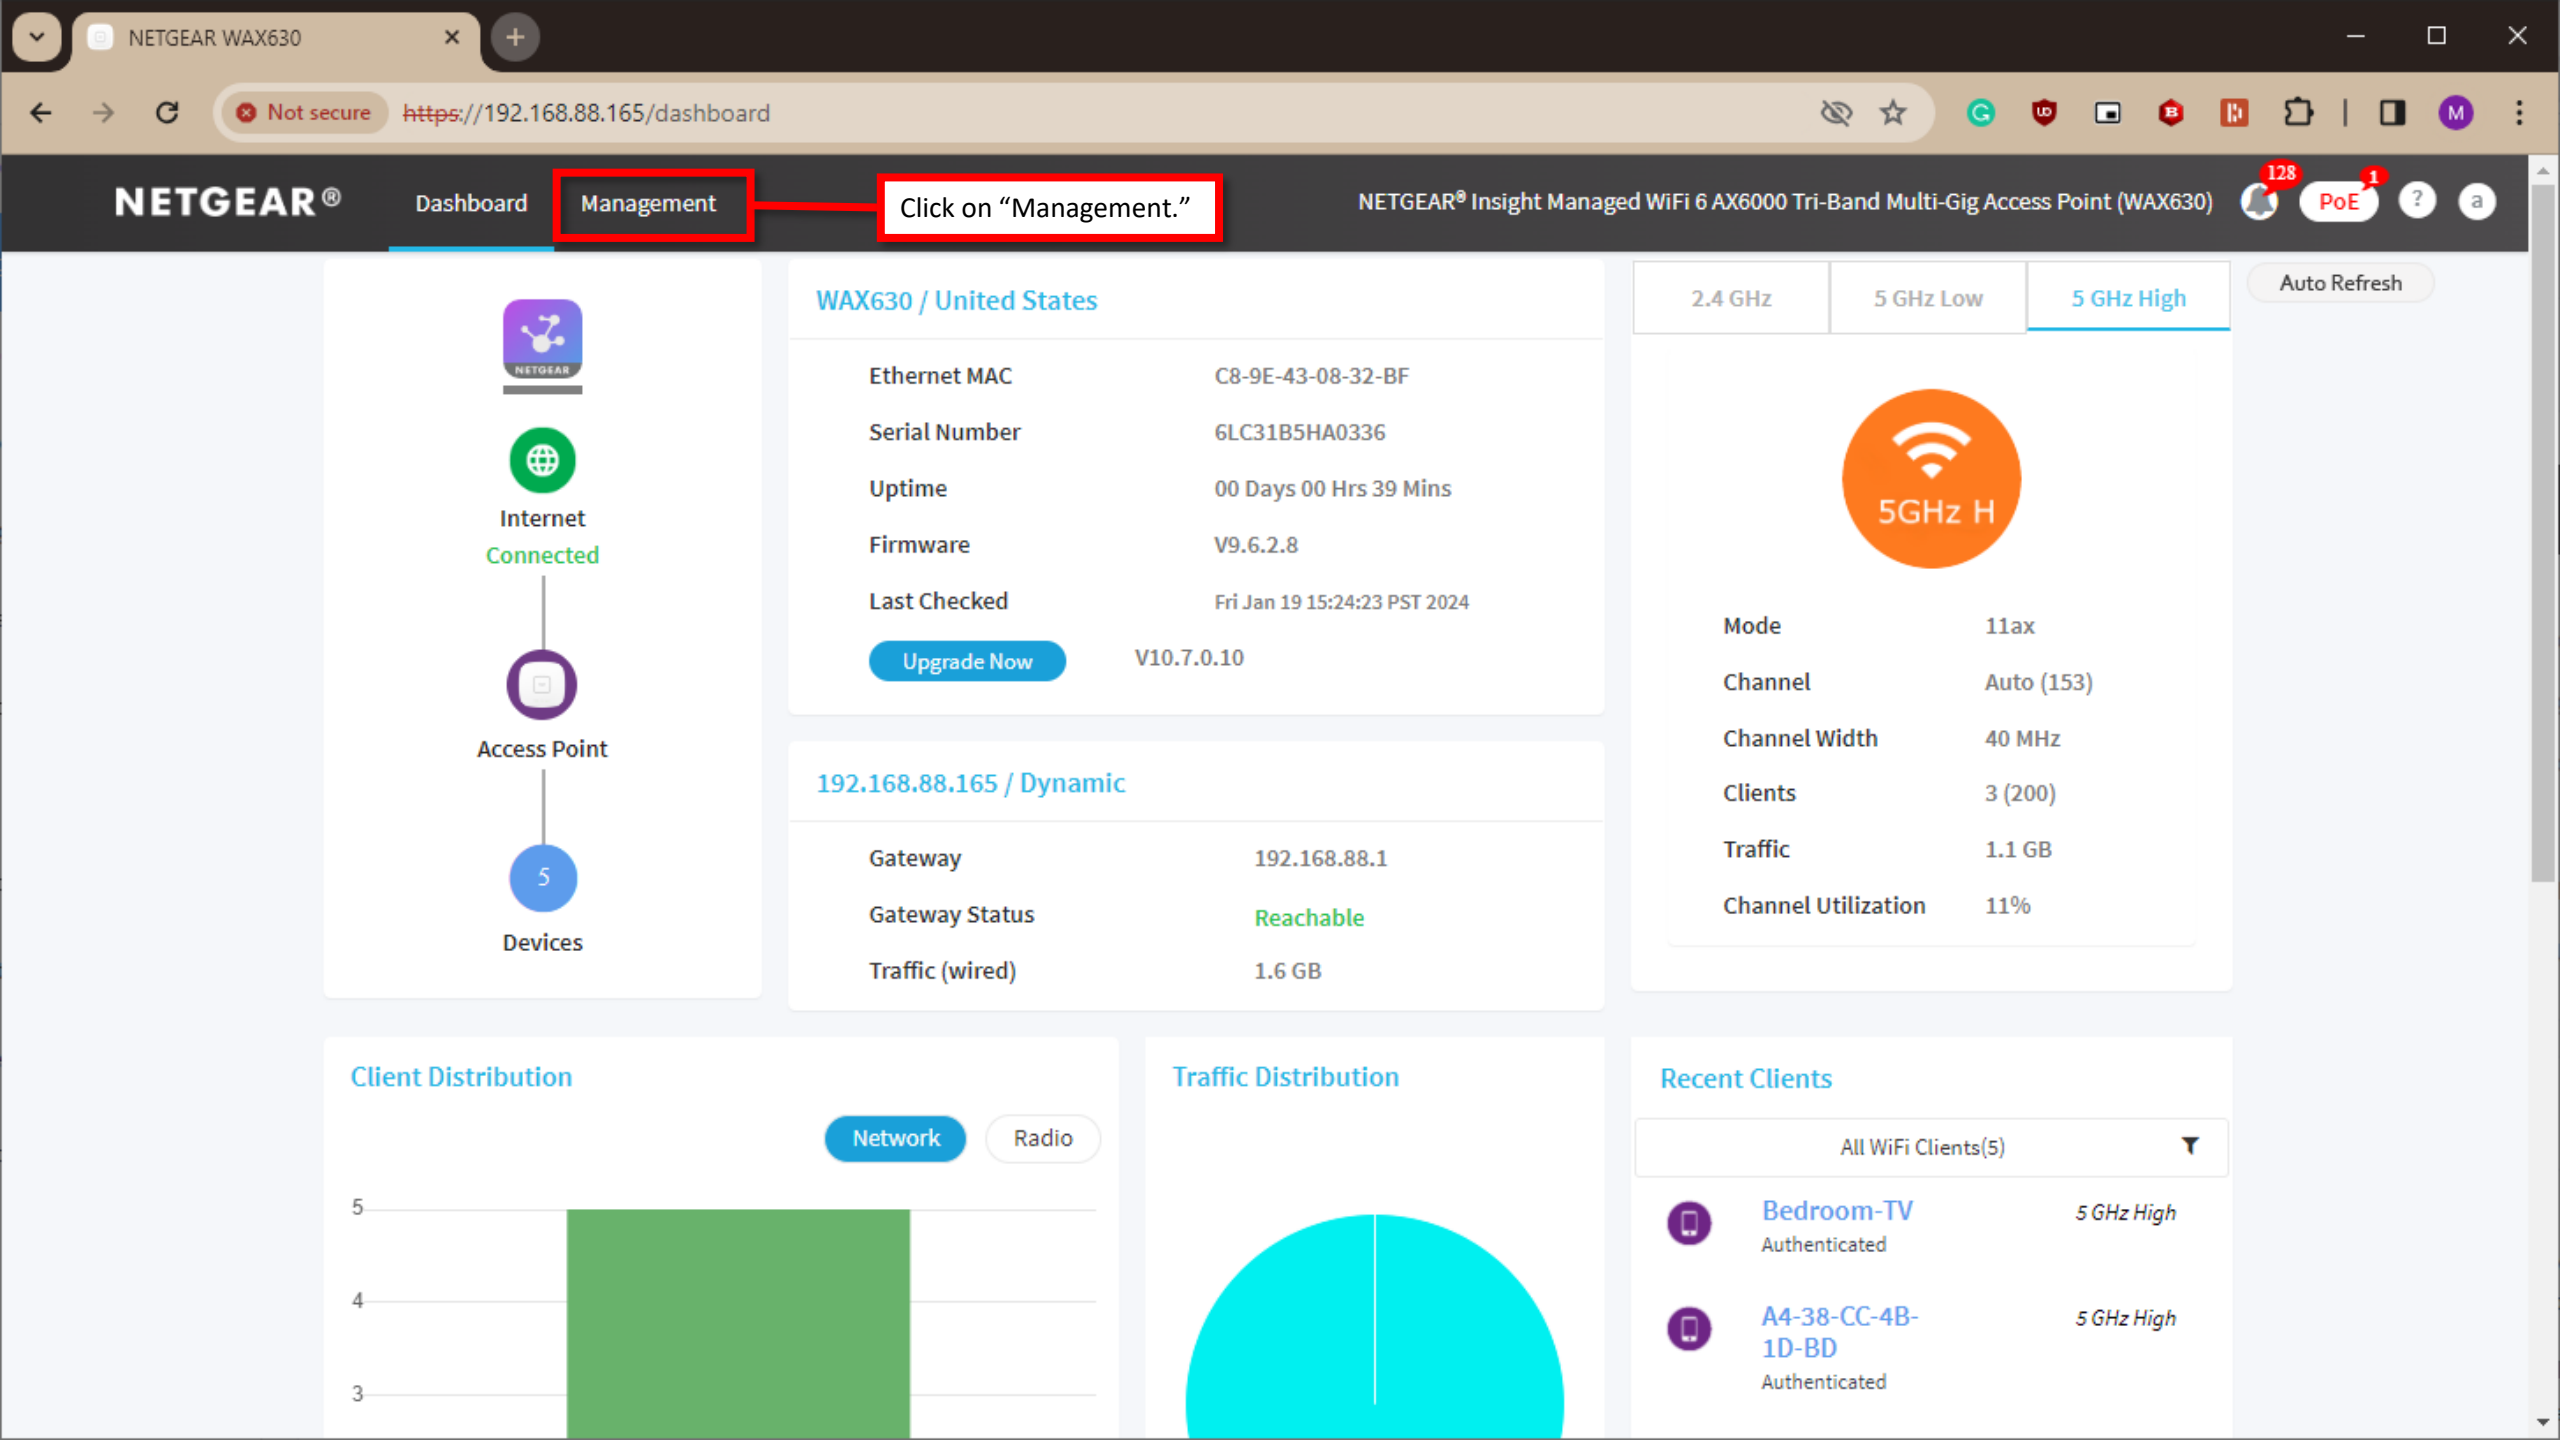 NETGEAR WAX630
Not secure https://192.168.88.165/dashboard
M
NETGEAR® Dashboard Management
Click on “Management.”
NETGEAR® Insight Managed WiFi 6 AX6000 Tri-Band Multi-Gig Access Point (WAX630)
128
PoE
1
?
a
NETGEAR
Internet
Connected
Access Point
5
Devices
WAX630 / United States
Ethernet MAC C8-9E-43-08-32-BF
Serial Number 6LC31B5HA0336
Uptime 00 Days 00 Hrs 39 Mins
Firmware V9.6.2.8
Last Checked Fri Jan 19 15:24:23 PST 2024
Upgrade Now V10.7.0.10
192.168.88.165 / Dynamic
Gateway 192.168.88.1
Gateway Status Reachable
Traffic (wired) 1.6 GB
2.4 GHz 5 GHz Low 5 GHz High
Auto Refresh
5GHz H
Mode 11ax
Channel Auto (153)
Channel Width 40 MHz
Clients 3 (200)
Traffic 1.1 GB
Channel Utilization 11%
Client Distribution
Network Radio
5
4
3
Traffic Distribution
Recent Clients
All WiFi Clients(5)
Bedroom-TV 5 GHz High
Authenticated
A4-38-CC-4B- 5 GHz High
1D-BD
Authenticated